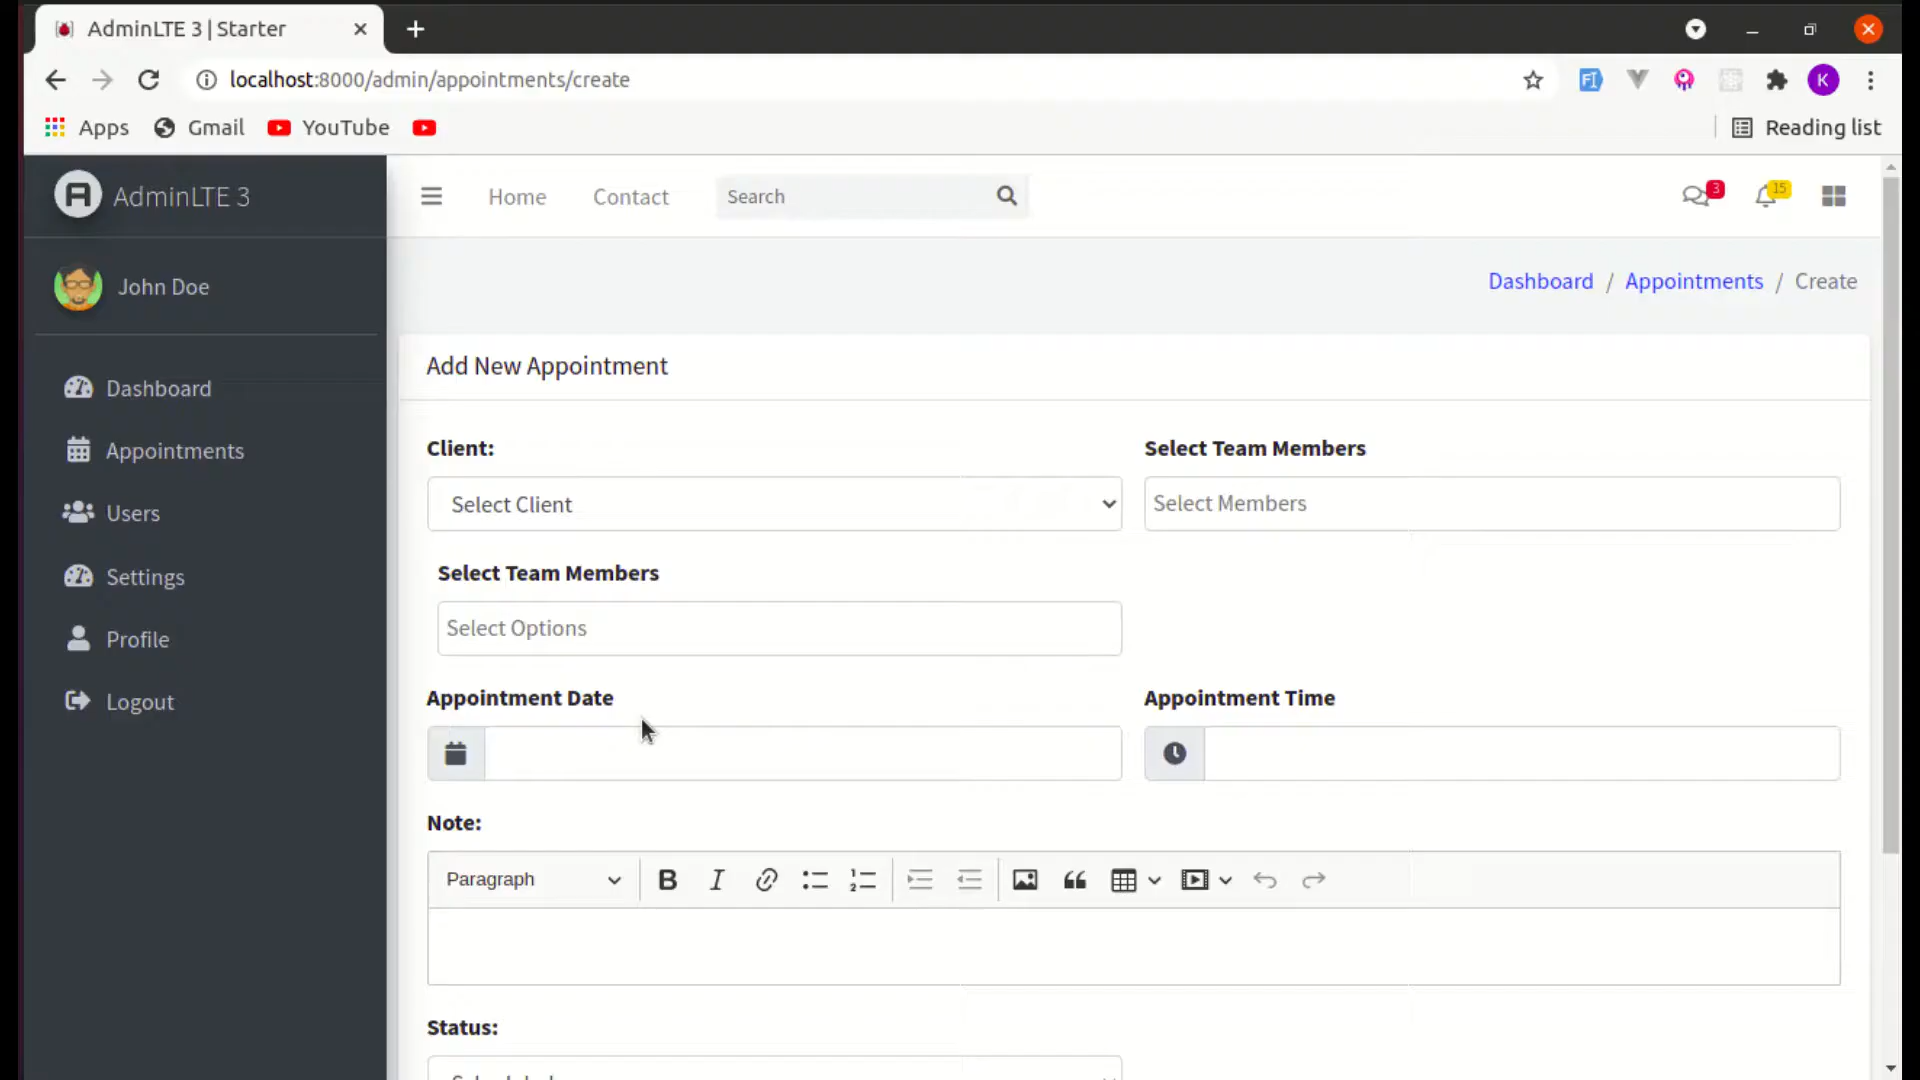 AdminLTE 3 | Starter
localhost:8000/admin/appointments/create
K
Apps Gmail YouTube Reading list
AdminLTE 3
Home Contact Search 3 15
John Doe
Dashboard / Appointments / Create
Dashboard
Appointments
Users
Settings
Profile
Logout
Add New Appointment
Client: Select Team Members
Select Client Select Members
Select Team Members
Select Options
Appointment Date Appointment Time
Note:
Paragraph B I
Status: